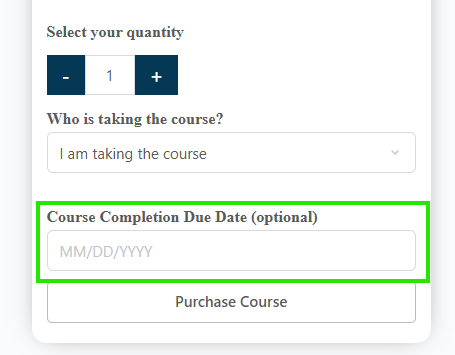 Select your quantity
- 1 +
Who is taking the course?
I am taking the course
Course Completion Due Date (optional)
MM/DD/YYYY
Purchase Course